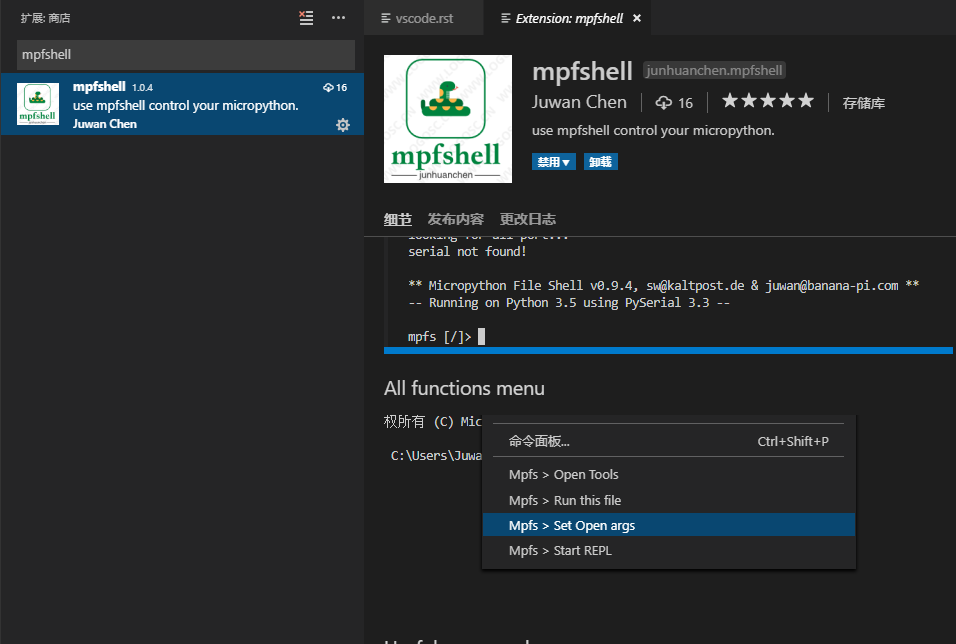 扩展: 商店
mpfshell
mpfshell 1.0.4 16
use mpfshell control your micropython.
Juwan Chen
mpfshell
vscode.rst
Extension: mpfshell ×
mpfshell
junhuanchen
mpfshell junhuanchen.mpfshell
Juwan Chen 16 ★★★★★ 存储库
use mpfshell control your micropython.
禁用▼ 卸载
细节 发布内容 更改日志
looking for all port...
serial not found!
** Micropython File Shell v0.9.4, sw@kaltpost.de & juwan@banana-pi.com **
-- Running on Python 3.5 using PySerial 3.3 --
mpfs [/]>
All functions menu
权所有 (C) Mic
C:\Users\Juwa
命令面板... Ctrl+Shift+P
Mpfs > Open Tools
Mpfs > Run this file
Mpfs > Set Open args
Mpfs > Start REPL